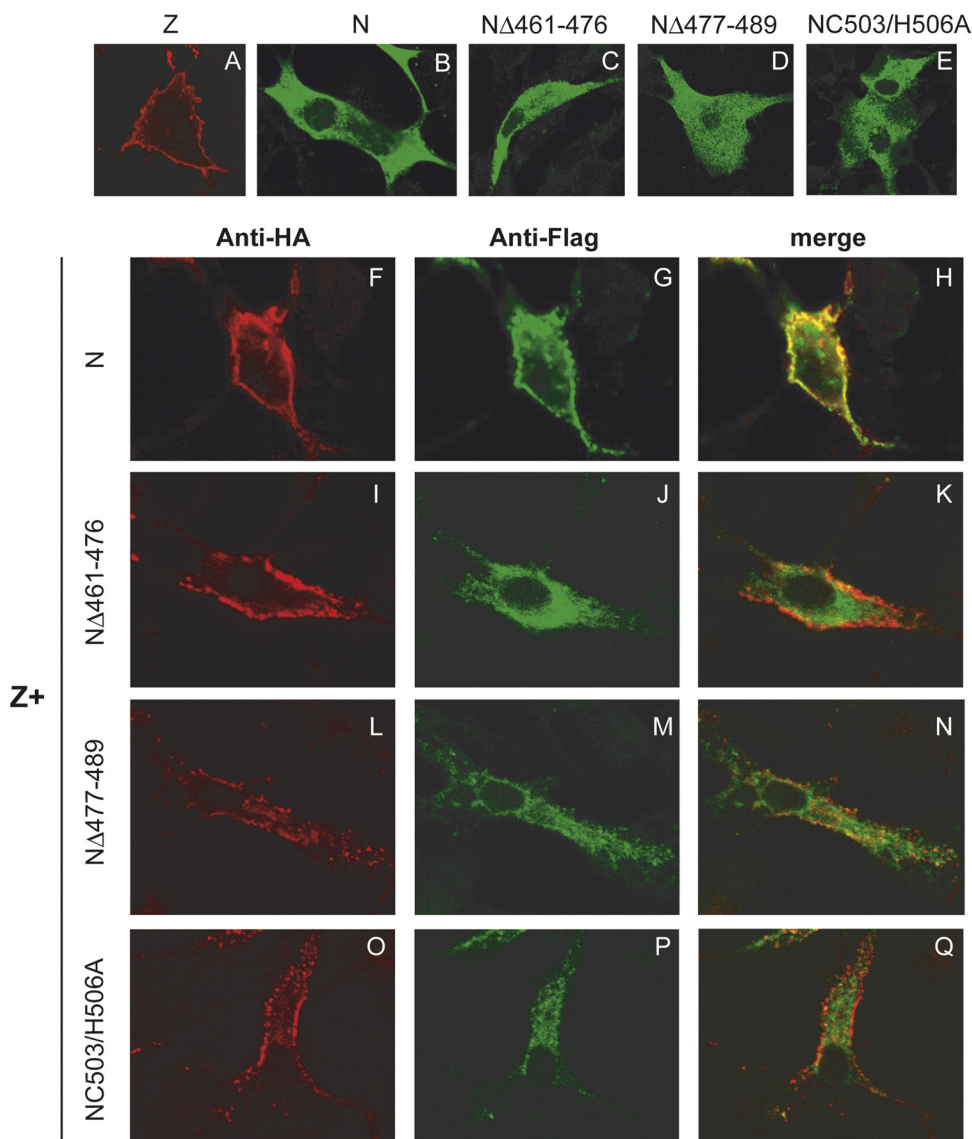 Z N NΔ461-476 NΔ477-489 NC503/H506A
A B C D E
Anti-HA Anti-Flag merge
N F G H
NΔ461-476 I J K
Z+
NΔ477-489 L M N
NC503/H506A O P Q